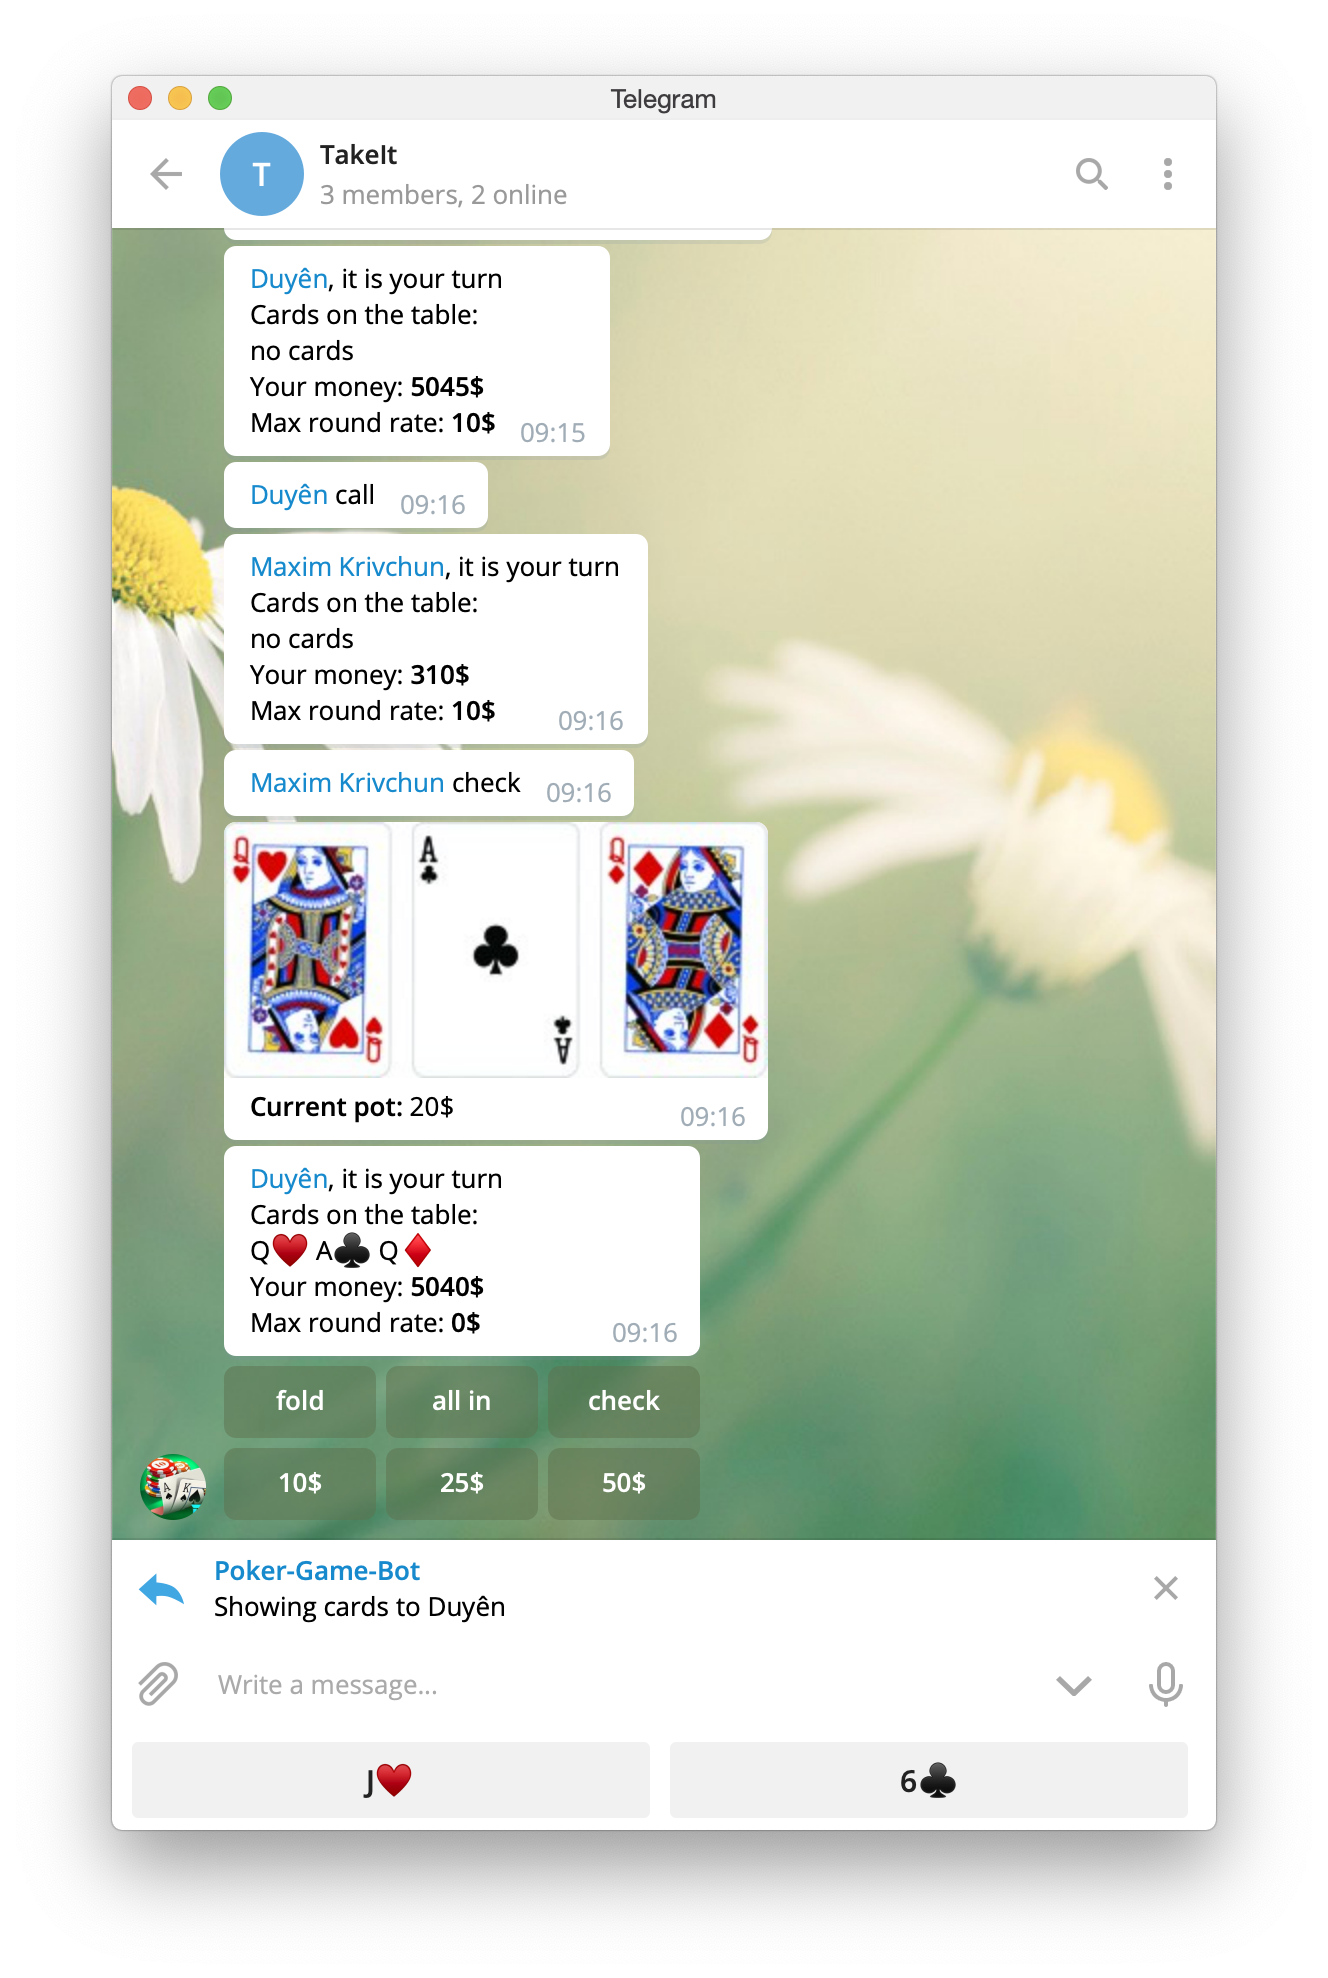 Telegram
T
TakeIt
3 members, 2 online
Duyên, it is your turn
Cards on the table:
no cards
Your money: 5045$
Max round rate: 10$ 09:15
Duyên call 09:16
Maxim Krivchun, it is your turn
Cards on the table:
no cards
Your money: 310$
Max round rate: 10$ 09:16
Maxim Krivchun check 09:16
Q A Q
Q A Q
Current pot: 20$ 09:16
Duyên, it is your turn
Cards on the table:
Q♥️ A♣️ Q♦️
Your money: 5040$
Max round rate: 0$ 09:16
fold all in check
10$ 25$ 50$
A K
Poker-Game-Bot
Showing cards to Duyên
Write a message...
J♥️ 6♣️